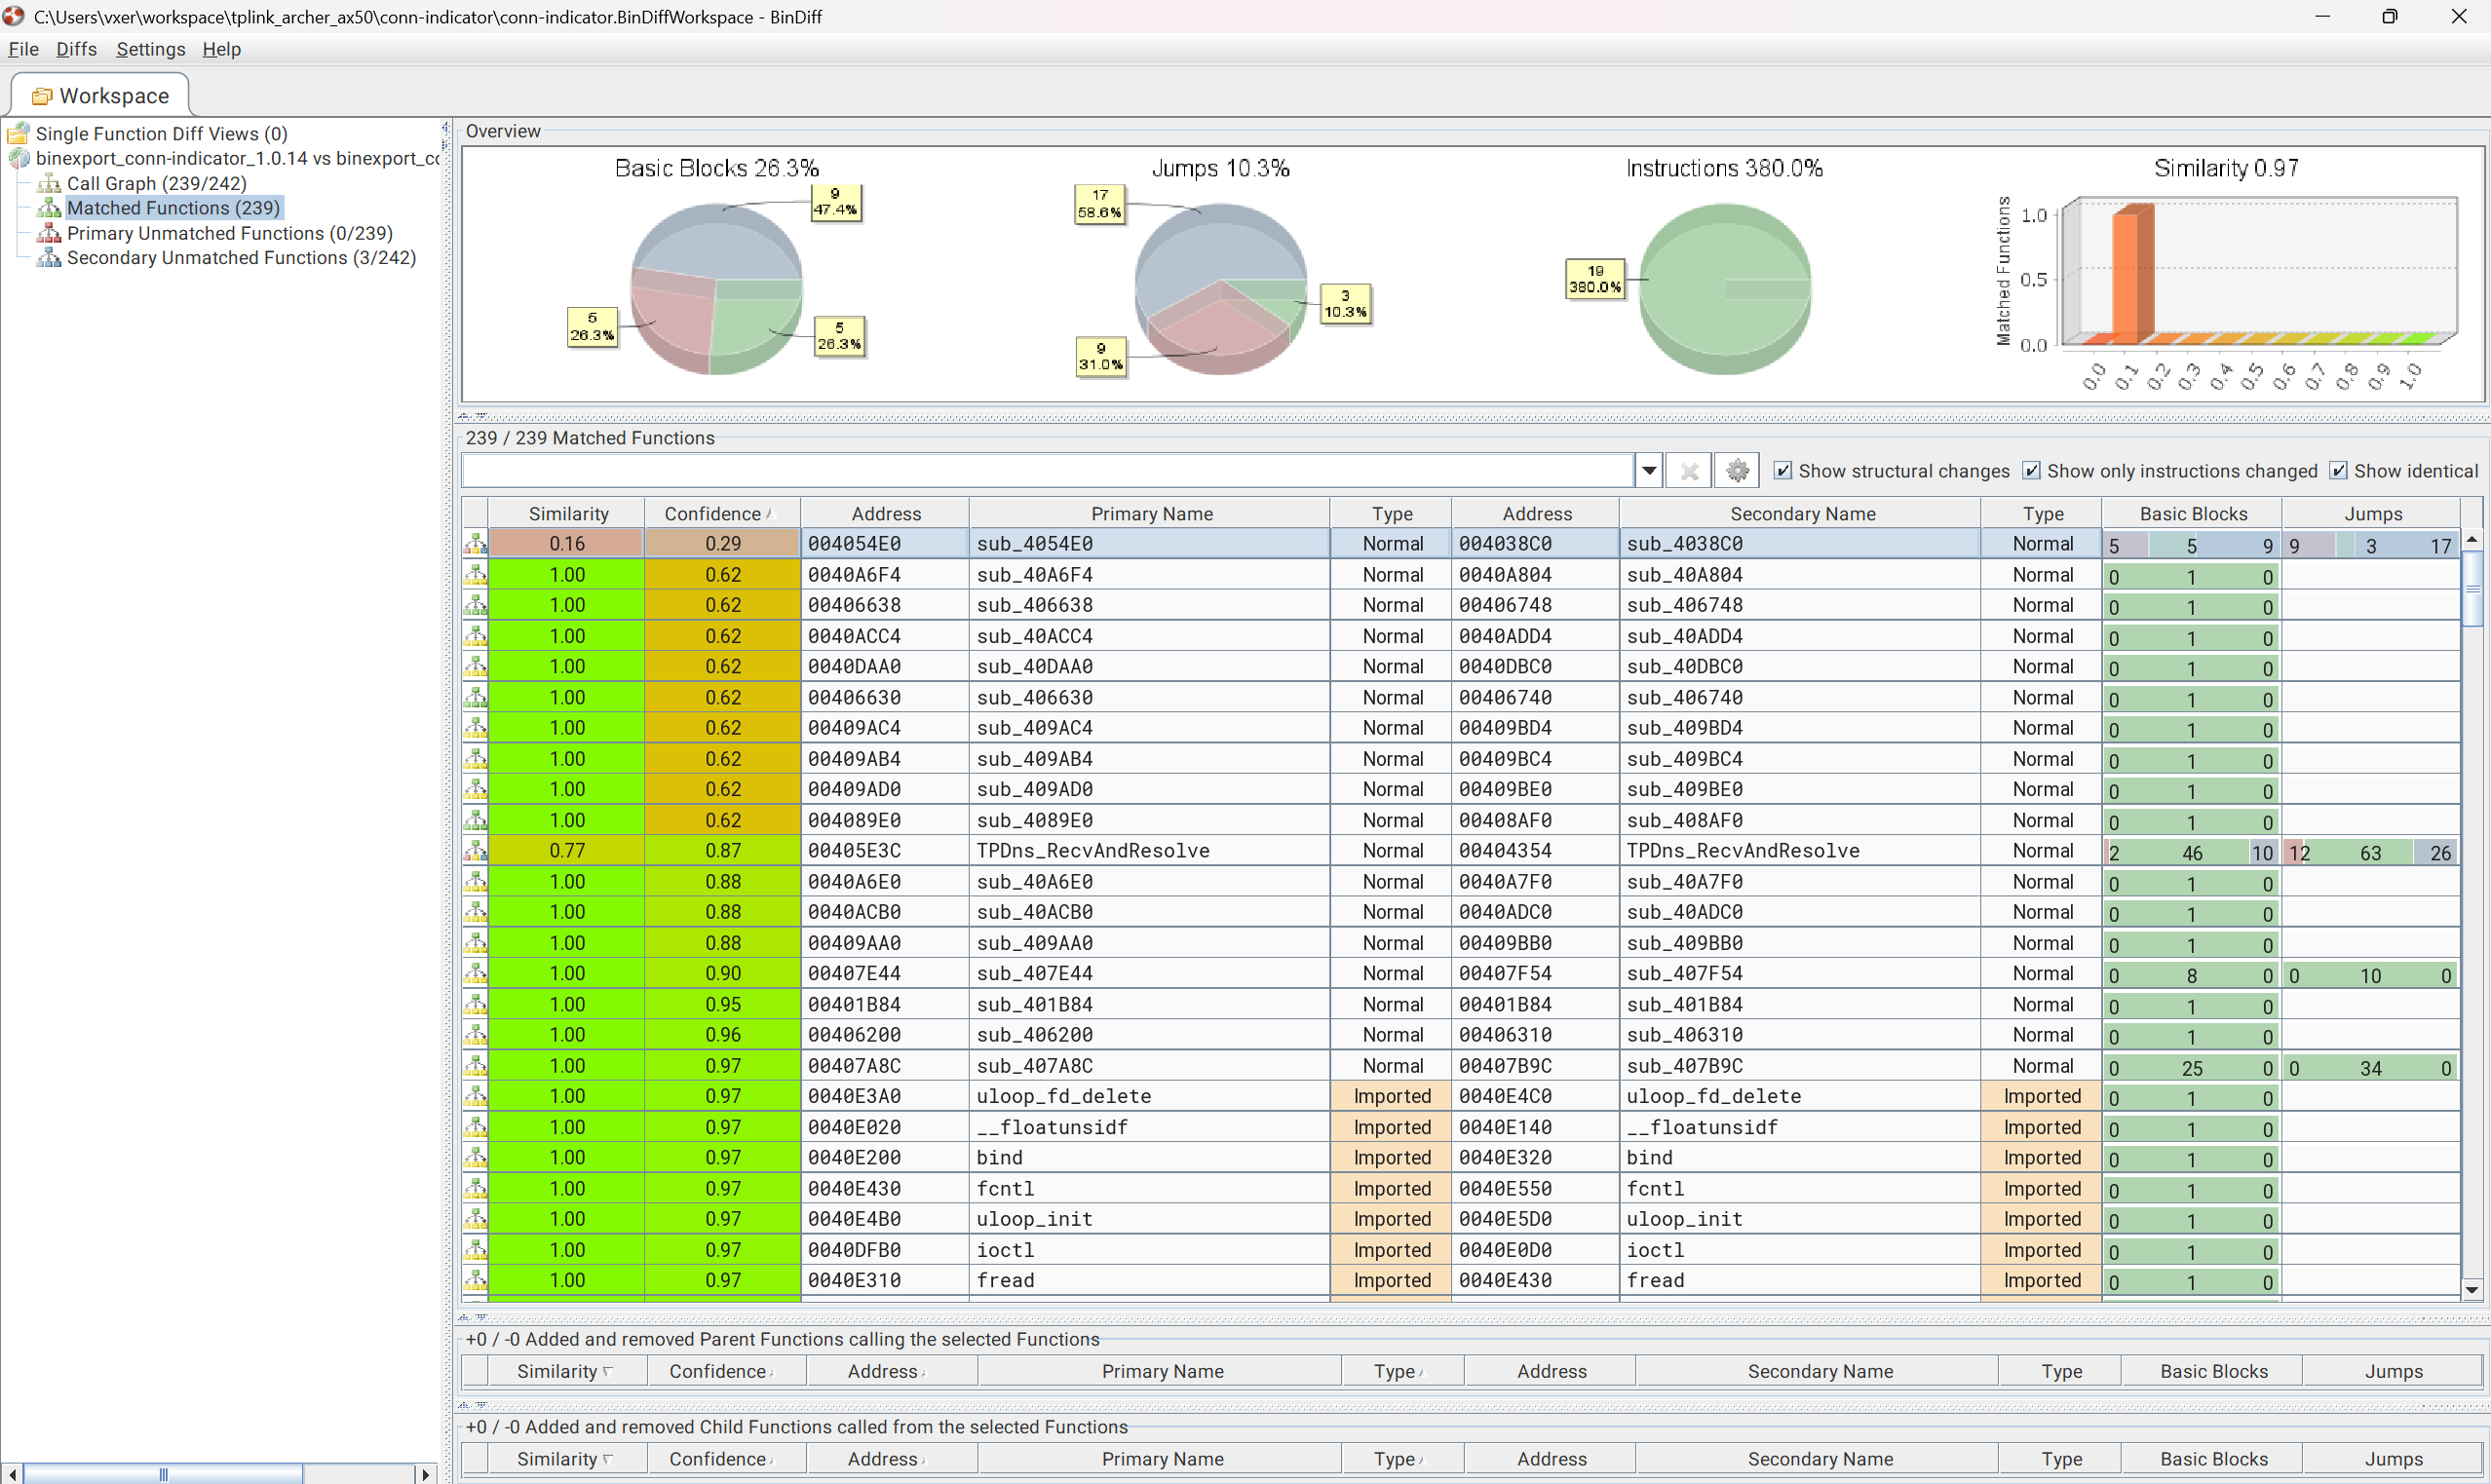 C:\Users\vxer\workspace\tplink_archer_ax50\conn-indicator\conn-indicator.BinDiffWorkspace - BinDiff
File Diffs Settings Help
Workspace
Single Function Diff Views (0)
binexport_conn-indicator_1.0.14 vs binexport_cc
Call Graph (239/242)
Matched Functions (239)
Primary Unmatched Functions (0/239)
Secondary Unmatched Functions (3/242)
Overview
Basic Blocks 26.3%
9
47.4%
5
26.3%
5
26.3%
Jumps 10.3%
17
58.6%
3
10.3%
9
31.0%
Instructions 380.0%
19
380.0%
Similarity 0.97
Matched Functions
1.0
0.5
0.0
0.0 0.1 0.2 0.3 0.4 0.5 0.6 0.7 0.8 0.9 1.0
239 / 239 Matched Functions
Show structural changes Show only instructions changed Show identical
Similarity Confidence Address Primary Name Type Address Secondary Name Type Basic Blocks Jumps
0.16 0.29 004054E0 sub_4054E0 Normal 004038C0 sub_4038C0 Normal 5 5 9 9 3 17
1.00 0.62 0040A6F4 sub_40A6F4 Normal 0040A804 sub_40A804 Normal 0 1 0
1.00 0.62 00406638 sub_406638 Normal 00406748 sub_406748 Normal 0 1 0
1.00 0.62 0040ACC4 sub_40ACC4 Normal 0040ADD4 sub_40ADD4 Normal 0 1 0
1.00 0.62 0040DAA0 sub_40DAA0 Normal 0040DBC0 sub_40DBC0 Normal 0 1 0
1.00 0.62 00406630 sub_406630 Normal 00406740 sub_406740 Normal 0 1 0
1.00 0.62 00409AC4 sub_409AC4 Normal 00409BD4 sub_409BD4 Normal 0 1 0
1.00 0.62 00409AB4 sub_409AB4 Normal 00409BC4 sub_409BC4 Normal 0 1 0
1.00 0.62 00409AD0 sub_409AD0 Normal 00409BE0 sub_409BE0 Normal 0 1 0
1.00 0.62 004089E0 sub_4089E0 Normal 00408AF0 sub_408AF0 Normal 0 1 0
0.77 0.87 00405E3C TPDns_RecvAndResolve Normal 00404354 TPDns_RecvAndResolve Normal 2 46 10 12 63 26
1.00 0.88 0040A6E0 sub_40A6E0 Normal 0040A7F0 sub_40A7F0 Normal 0 1 0
1.00 0.88 0040ACB0 sub_40ACB0 Normal 0040ADC0 sub_40ADC0 Normal 0 1 0
1.00 0.88 00409AA0 sub_409AA0 Normal 00409BB0 sub_409BB0 Normal 0 1 0
1.00 0.90 00407E44 sub_407E44 Normal 00407F54 sub_407F54 Normal 0 8 0 0 10 0
1.00 0.95 00401B84 sub_401B84 Normal 00401B84 sub_401B84 Normal 0 1 0
1.00 0.96 00406200 sub_406200 Normal 00406310 sub_406310 Normal 0 1 0
1.00 0.97 00407A8C sub_407A8C Normal 00407B9C sub_407B9C Normal 0 25 0 0 34 0
1.00 0.97 0040E3A0 uloop_fd_delete Imported 0040E4C0 uloop_fd_delete Imported 0 1 0
1.00 0.97 0040E020 __floatunsidf Imported 0040E140 __floatunsidf Imported 0 1 0
1.00 0.97 0040E200 bind Imported 0040E320 bind Imported 0 1 0
1.00 0.97 0040E430 fcntl Imported 0040E550 fcntl Imported 0 1 0
1.00 0.97 0040E4B0 uloop_init Imported 0040E5D0 uloop_init Imported 0 1 0
1.00 0.97 0040DFB0 ioctl Imported 0040E0D0 ioctl Imported 0 1 0
1.00 0.97 0040E310 fread Imported 0040E430 fread Imported 0 1 0
+0 / -0 Added and removed Parent Functions calling the selected Functions
Similarity Confidence Address Primary Name Type Address Secondary Name Type Basic Blocks Jumps
+0 / -0 Added and removed Child Functions called from the selected Functions
Similarity Confidence Address Primary Name Type Address Secondary Name Type Basic Blocks Jumps